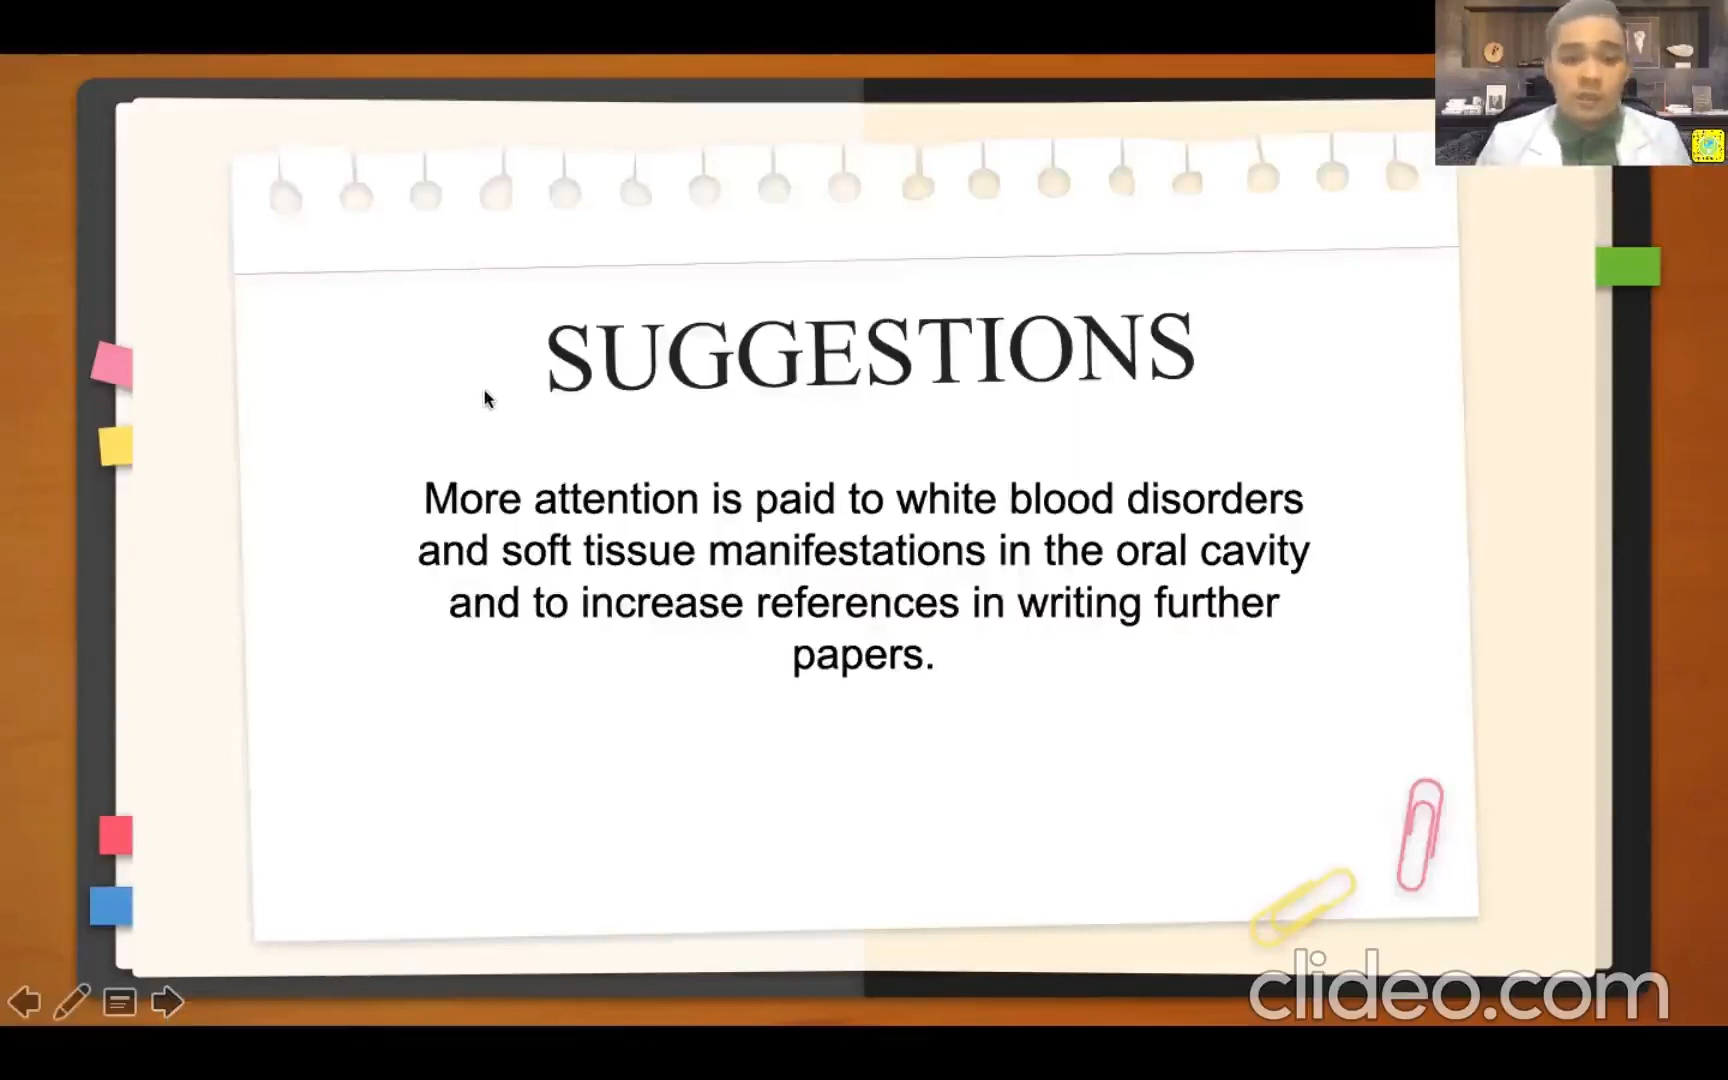 SUGGESTIONS
More attention is paid to white blood disorders
and soft tissue manifestations in the oral cavity
and to increase references in writing further
papers.
clideo.com